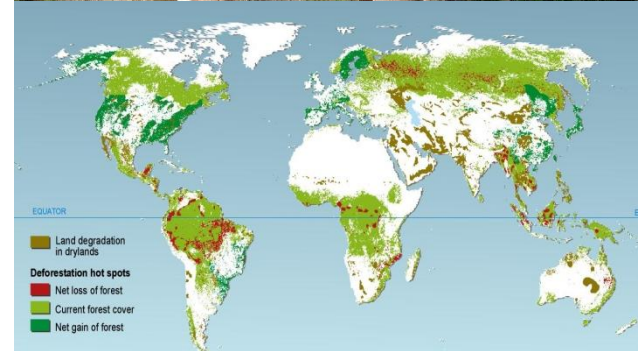 EQUATOR
Land degradation
in drylands
Deforestation hot spots
Net loss of forest
Current forest cover
Net gain of forest